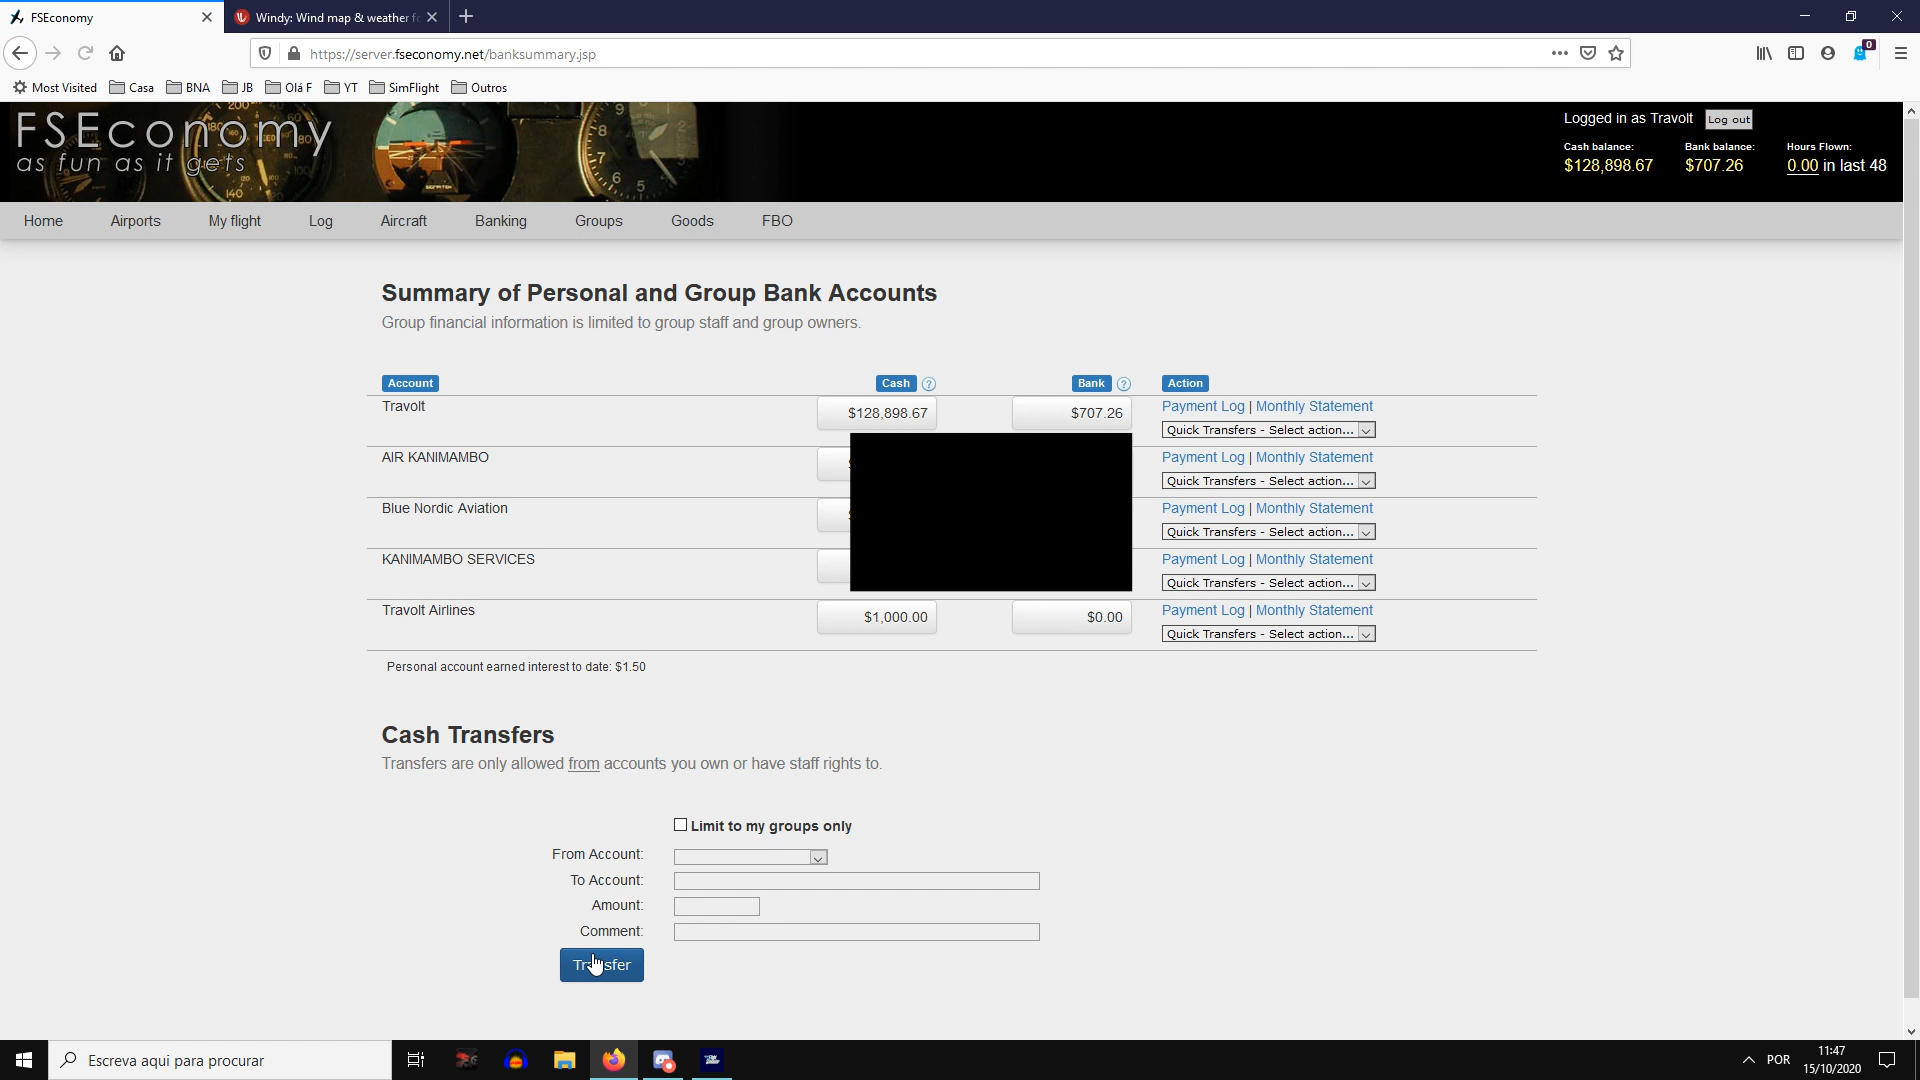 FSEconomy
Windy: Wind map & weather fo
https://server.fseconomy.net/banksummary.jsp
0
Most Visited Casa BNA JB Olá F YT SimFlight Outros
FSEconomy
as fun as it gets
Logged in as Travolt Log out
Cash balance: Bank balance: Hours Flown:
$128,898.67 $707.26 0.00 in last 48
Home Airports My flight Log Aircraft Banking Groups Goods FBO
Summary of Personal and Group Bank Accounts
Group financial information is limited to group staff and group owners.
Account Cash ? Bank ? Action
Travolt $128,898.67 $707.26 Payment Log | Monthly Statement
Quick Transfers - Select action...
AIR KANIMAMBO Payment Log | Monthly Statement
Quick Transfers - Select action...
Blue Nordic Aviation Payment Log | Monthly Statement
Quick Transfers - Select action...
KANIMAMBO SERVICES Payment Log | Monthly Statement
Quick Transfers - Select action...
Travolt Airlines $1,000.00 $0.00 Payment Log | Monthly Statement
Quick Transfers - Select action...
Personal account earned interest to date: $1.50
Cash Transfers
Transfers are only allowed from accounts you own or have staff rights to.
Limit to my groups only
From Account:
To Account:
Amount:
Comment:
Transfer
Escreva aqui para procurar
POR
11:47
15/10/2020